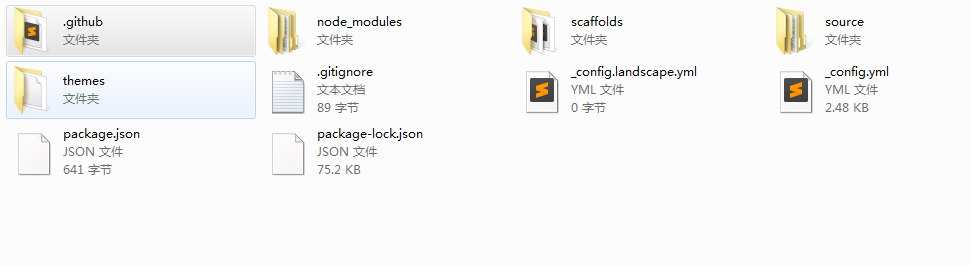 .github
文件夹
node_modules
文件夹
scaffolds
文件夹
source
文件夹
themes
文件夹
.gitignore
文本文档
89 字节
_config.landscape.yml
YML 文件
0 字节
_config.yml
YML 文件
2.48 KB
package.json
JSON 文件
641 字节
package-lock.json
JSON 文件
75.2 KB